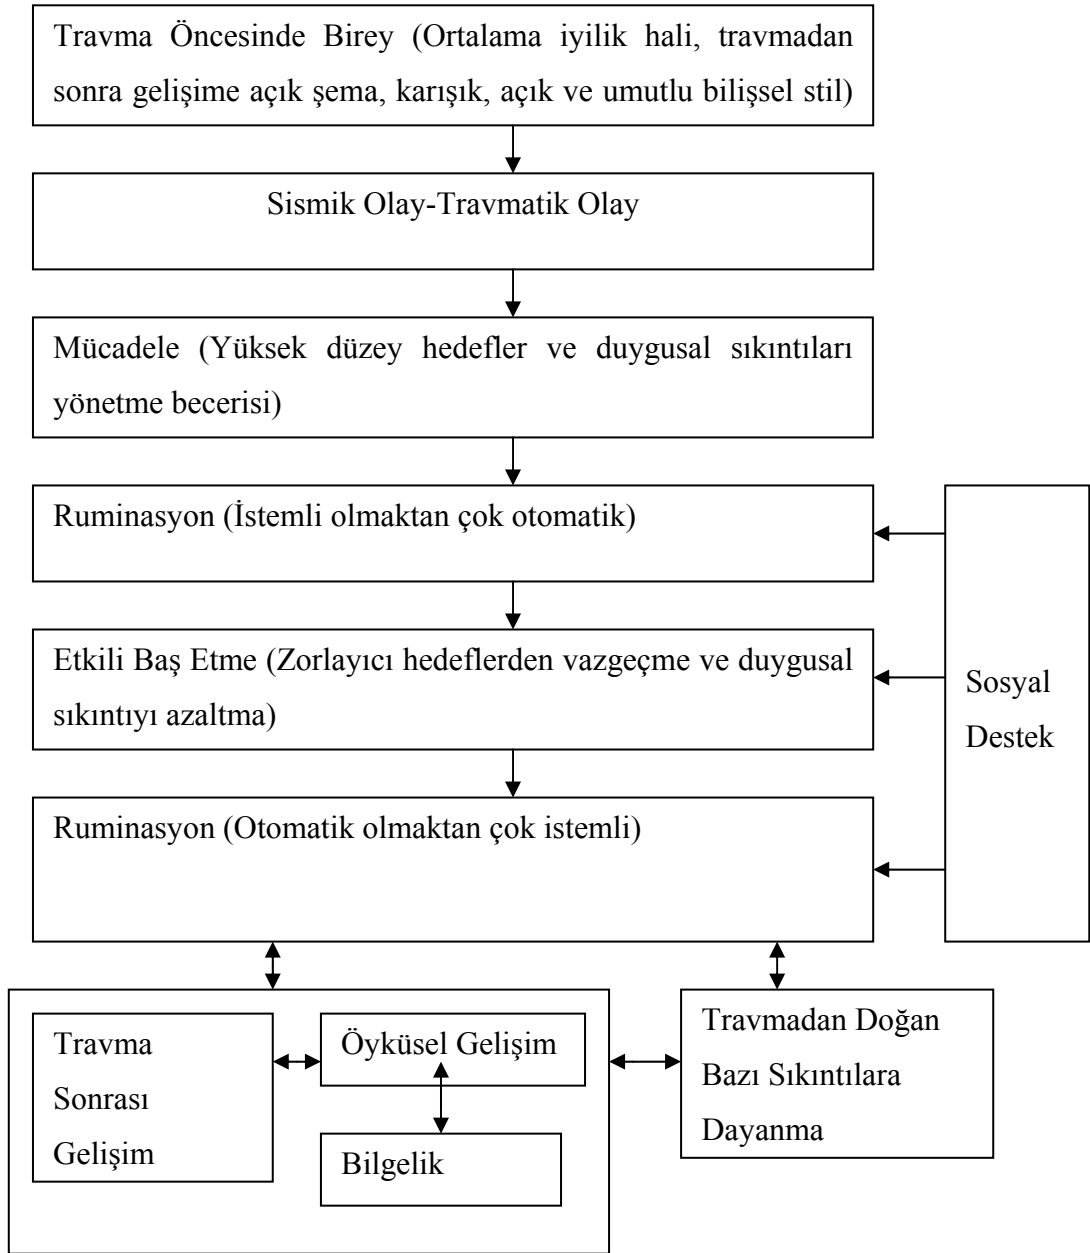 Travma Öncesinde Birey (Ortalama iyilik hali, travmadan
sonra gelişime açık şema, karışık, açık ve umutlu bilişsel stil)
Sismik Olay-Travmatik Olay
Mücadele (Yüksek düzey hedefler ve duygusal sıkıntıları
yönetme becerisi)
Ruminasyon (İstemli olmaktan çok otomatik)
Etkili Baş Etme (Zorlayıcı hedeflerden vazgeçme ve duygusal
sıkıntıyı azaltma)
Sosyal
Destek
Ruminasyon (Otomatik olmaktan çok istemli)
Travma
Sonrası
Gelişim
Öyküsel Gelişim
Bilgelik
Travmadan Doğan
Bazı Sıkıntılara
Dayanma